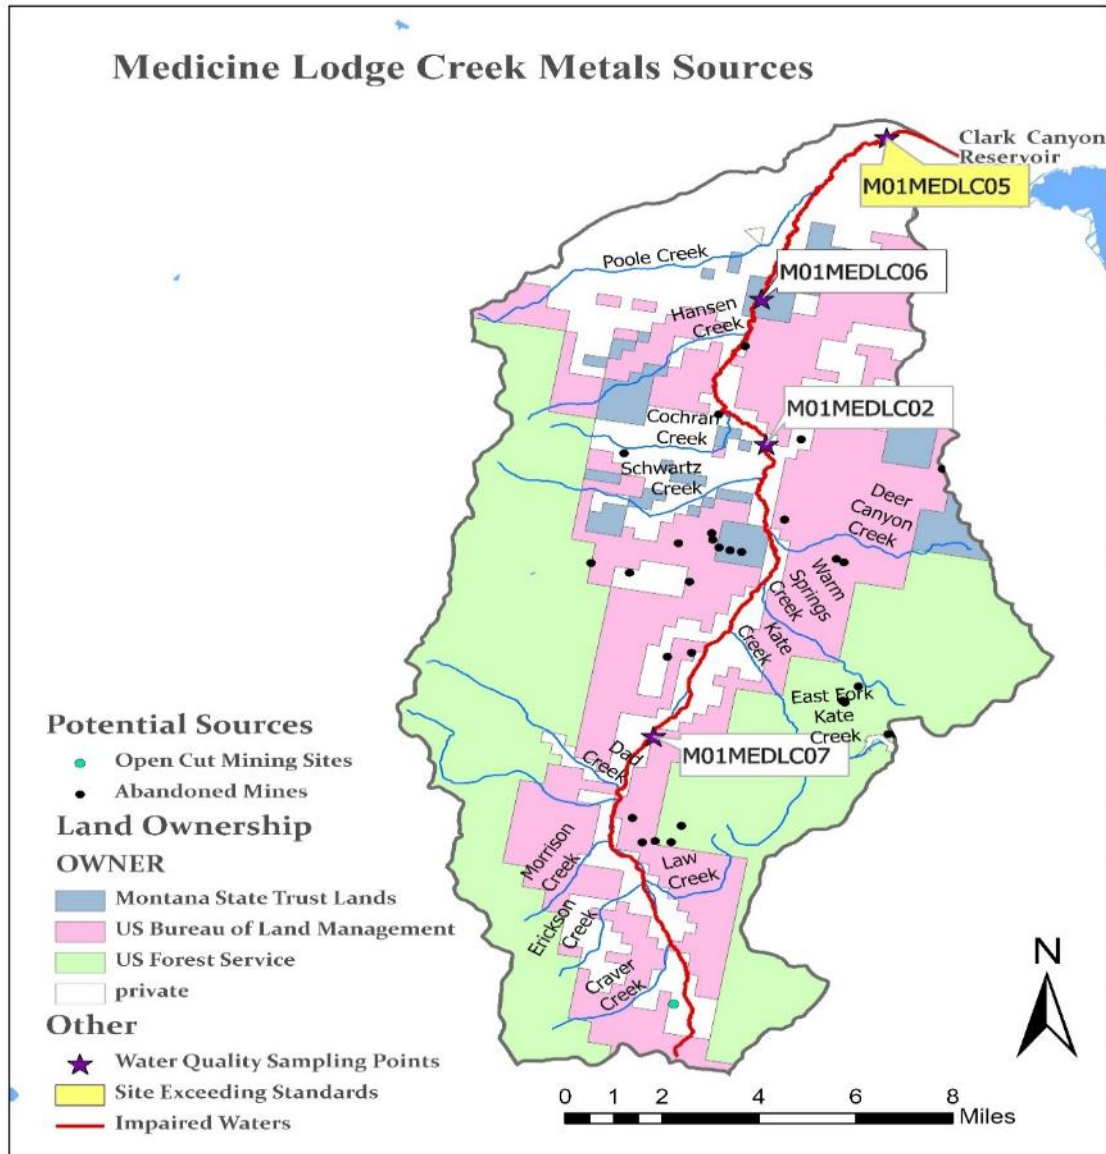 Medicine Lodge Creek Metals Sources
Clark Canyon
Reservoir
M01MEDLC05
Poole Creek
M01MEDLC06
Hansen
Creek
M01MEDLC02
Cochran
Creek
Schwartz
Creek
Deer
Canyon
Creek
Warm
Springs
Creek
Kate
Creek
East Fork
Kate
Creek
Dad
Creek
M01MEDLC07
Morrison
Creek
Law
Creek
Erickson
Creek
Craver
Creek
Potential Sources
Open Cut Mining Sites
Abandoned Mines
Land Ownership
OWNER
Montana State Trust Lands
US Bureau of Land Management
US Forest Service
private
Other
Water Quality Sampling Points
Site Exceeding Standards
Impaired Waters
N
0 1 2 4 6 8
Miles